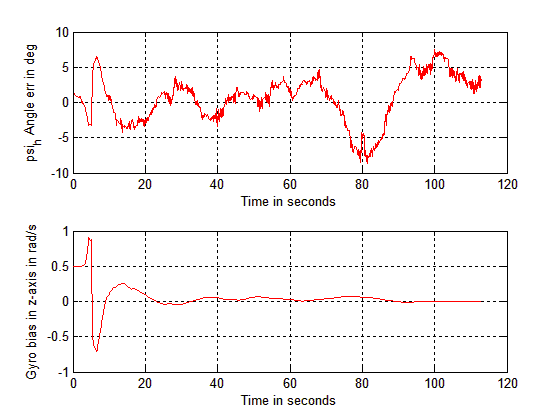 10
5
0
-5
-10
0 20 40 60 80 100 120
Time in seconds
psi_h Angle err in deg
1
0.5
0
-0.5
-1
0 20 40 60 80 100 120
Time in seconds
Gyro bias in z-axis in rad/s